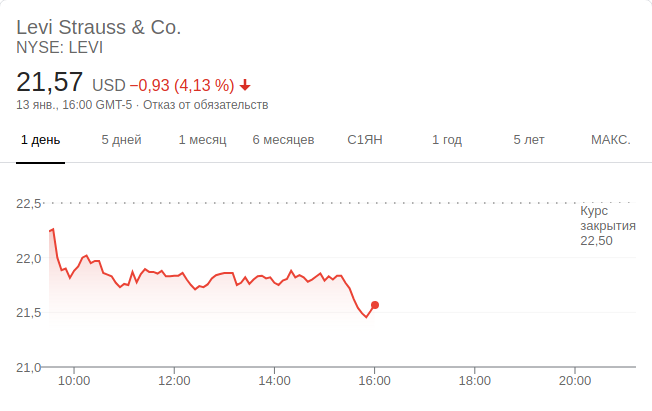 Levi Strauss & Co.
NYSE: LEVI
21,57 USD −0,93 (4,13 %)
13 янв., 16:00 GMT-5 · Отказ от обязательств
1 день 5 дней 1 месяц 6 месяцев С1ЯН 1 год 5 лет МАКС.
22,5
Курс
закрытия
22,50
22,0
21,5
21,0
10:00 12:00 14:00 16:00 18:00 20:00